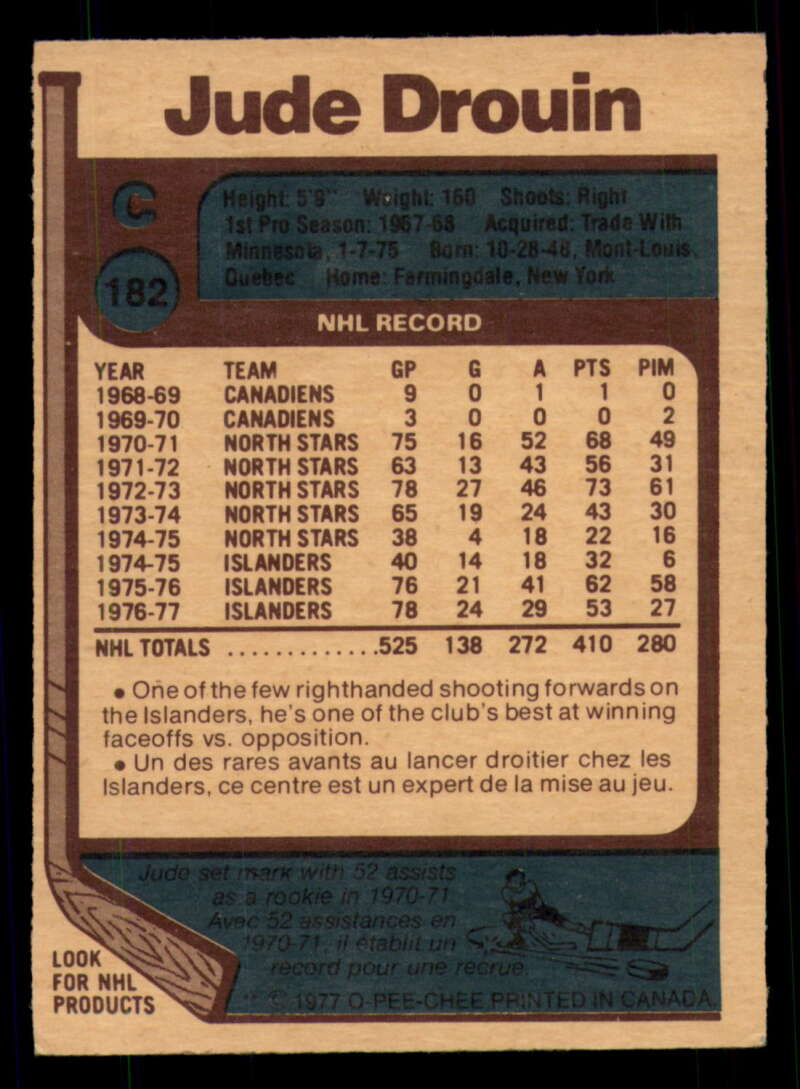 Jude Drouin
C
Height: 5'9" Weight: 160 Shoots: Right
1st Pro Season: 1967-68 Acquired: Trade With
Minnesota, 1-7-75 Born: 10-28-48, Mont-Louis,
Quebec Home: Farmingdale, New York
182
NHL RECORD
YEAR TEAM GP G A PTS PIM
1968-69 CANADIENS 9 0 1 1 0
1969-70 CANADIENS 3 0 0 0 2
1970-71 NORTH STARS 75 16 52 68 49
1971-72 NORTH STARS 63 13 43 56 31
1972-73 NORTH STARS 78 27 46 73 61
1973-74 NORTH STARS 65 19 24 43 30
1974-75 NORTH STARS 38 4 18 22 16
1974-75 ISLANDERS 40 14 18 32 6
1975-76 ISLANDERS 76 21 41 62 58
1976-77 ISLANDERS 78 24 29 53 27
NHL TOTALS .............525 138 272 410 280
• One of the few righthanded shooting forwards on
the Islanders, he's one of the club's best at winning
faceoffs vs. opposition.
• Un des rares avants au lancer droitier chez les
Islanders, ce centre est un expert de la mise au jeu.
Jude set mark with 52 assists
as a rookie in 1970-71
Avec 52 assistances en
1970-71, il établit un
record pour une recrue.
LOOK
FOR NHL
PRODUCTS
** © 1977 O-PEE-CHEE PRINTED IN CANADA.